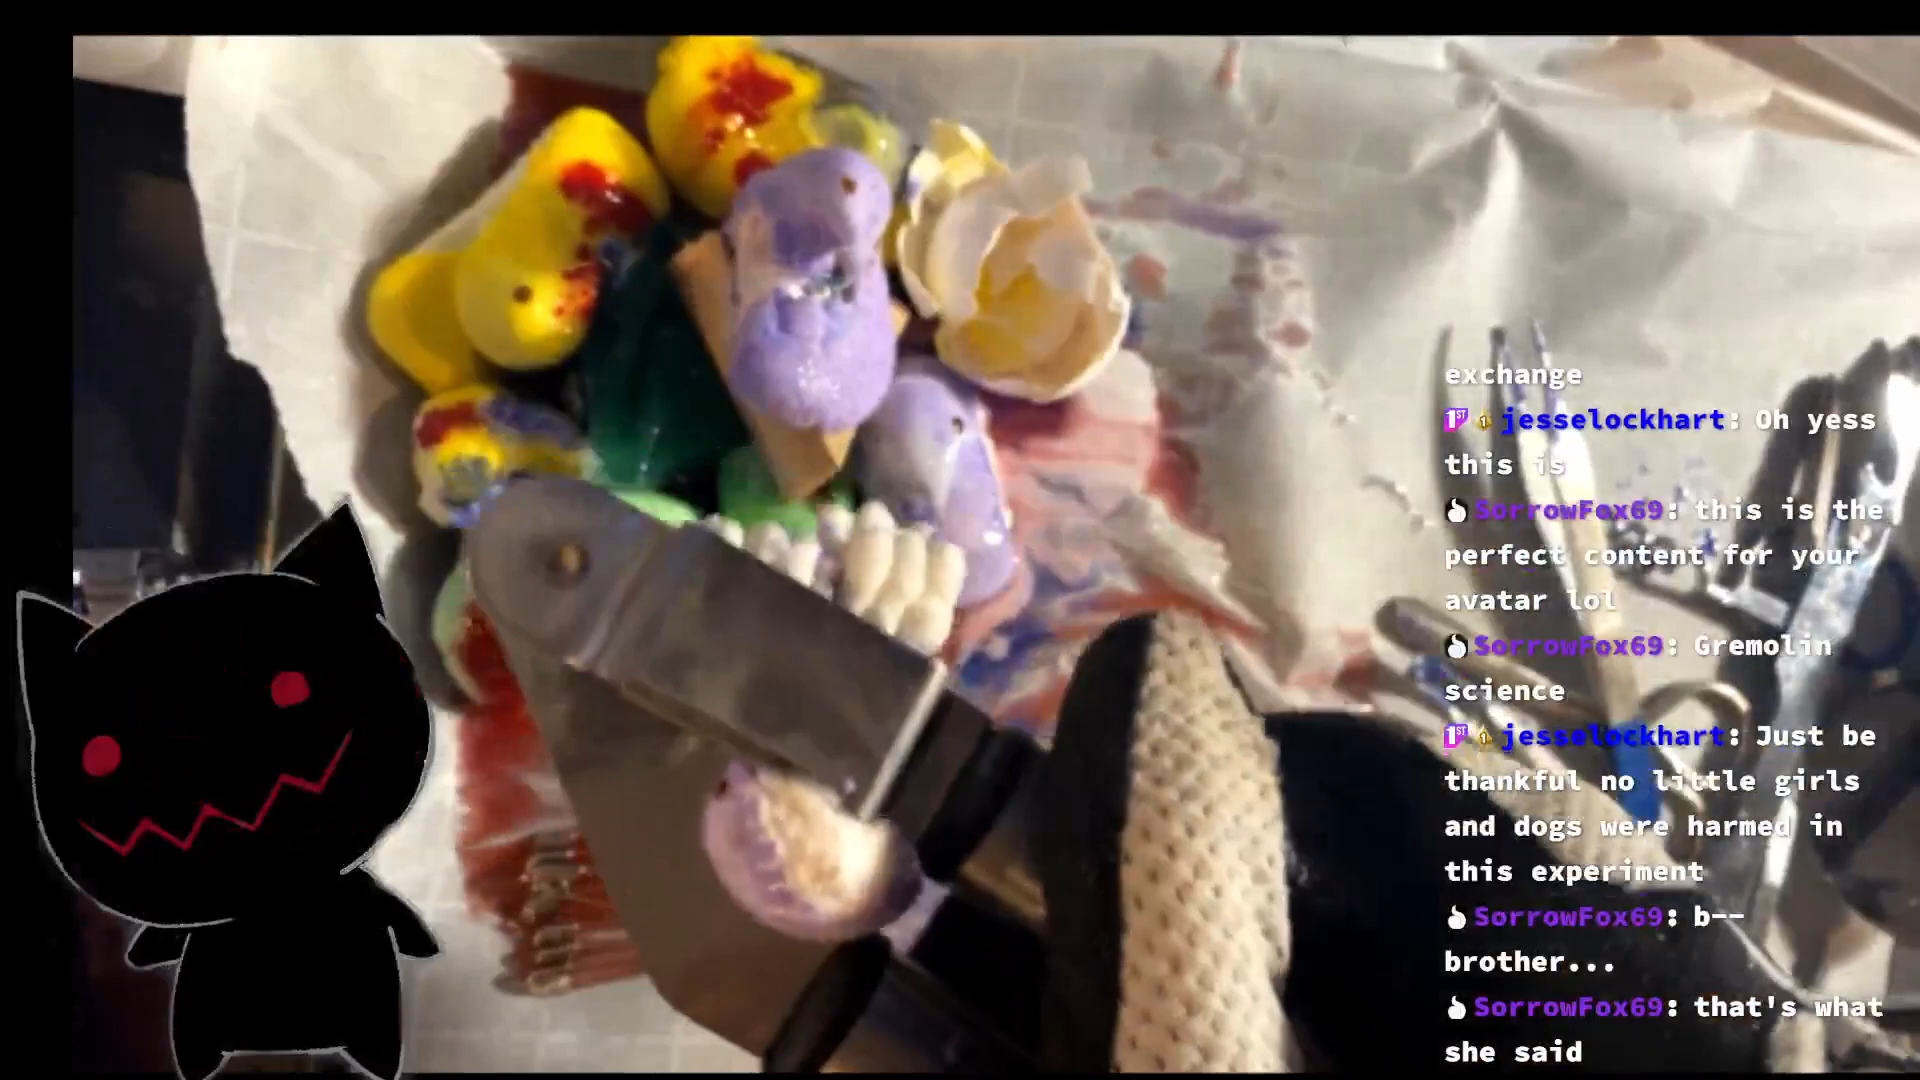 exchange
jesselockhart: Oh yess
this is
SorrowFox69: this is the
perfect content for your
avatar lol
SorrowFox69: Gremolin
science
jesselockhart: Just be
thankful no little girls
and dogs were harmed in
this experiment
SorrowFox69: b--
brother...
SorrowFox69: that's what
she said